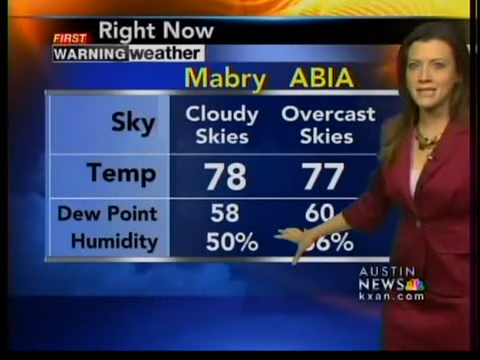 Right Now
FIRST
WARNING weather
Mabry ABIA
Sky Cloudy Skies Overcast Skies
Temp 78 77
Dew Point 58 60
Humidity 50%
AUSTIN
NEWS
kxan.com